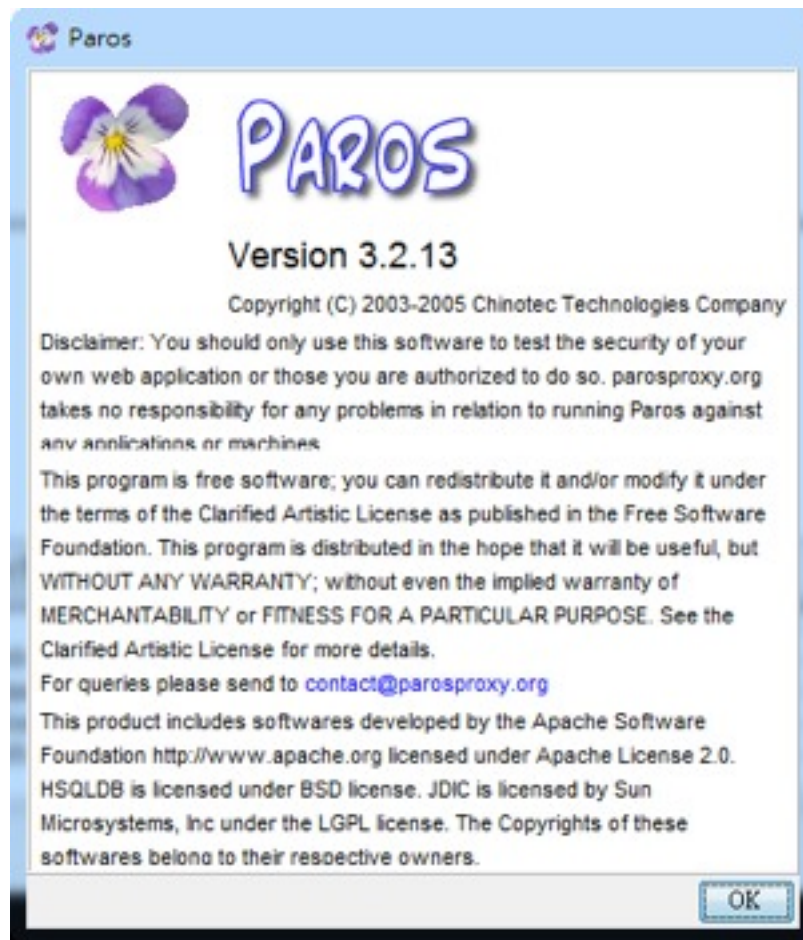 Paros
PAROS
Version 3.2.13
Copyright (C) 2003-2005 Chinotec Technologies Company
Disclaimer: You should only use this software to test the security of your
own web application or those you are authorized to do so. parosproxy.org
takes no responsibility for any problems in relation to running Paros against
any applications or machines
This program is free software; you can redistribute it and/or modify it under
the terms of the Clarified Artistic License as published in the Free Software
Foundation. This program is distributed in the hope that it will be useful, but
WITHOUT ANY WARRANTY; without even the implied warranty of
MERCHANTABILITY or FITNESS FOR A PARTICULAR PURPOSE. See the
Clarified Artistic License for more details.
For queries please send to contact@parosproxy.org
This product includes softwares developed by the Apache Software
Foundation http://www.apache.org licensed under Apache License 2.0.
HSQLDB is licensed under BSD license. JDIC is licensed by Sun
Microsystems, Inc under the LGPL license. The Copyrights of these
softwares belong to their respective owners.
OK